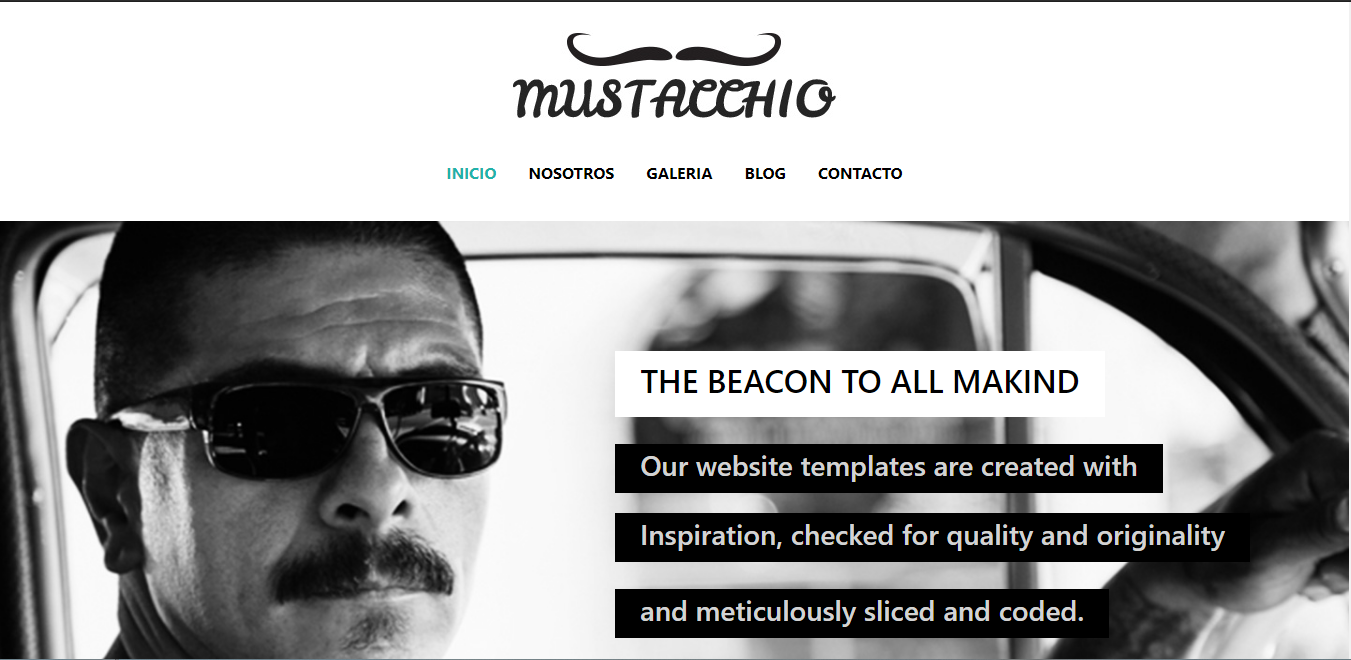 MUSTACCHIO
INICIO NOSOTROS GALERIA BLOG CONTACTO
THE BEACON TO ALL MAKIND
Our website templates are created with
Inspiration, checked for quality and originality
and meticulously sliced and coded.